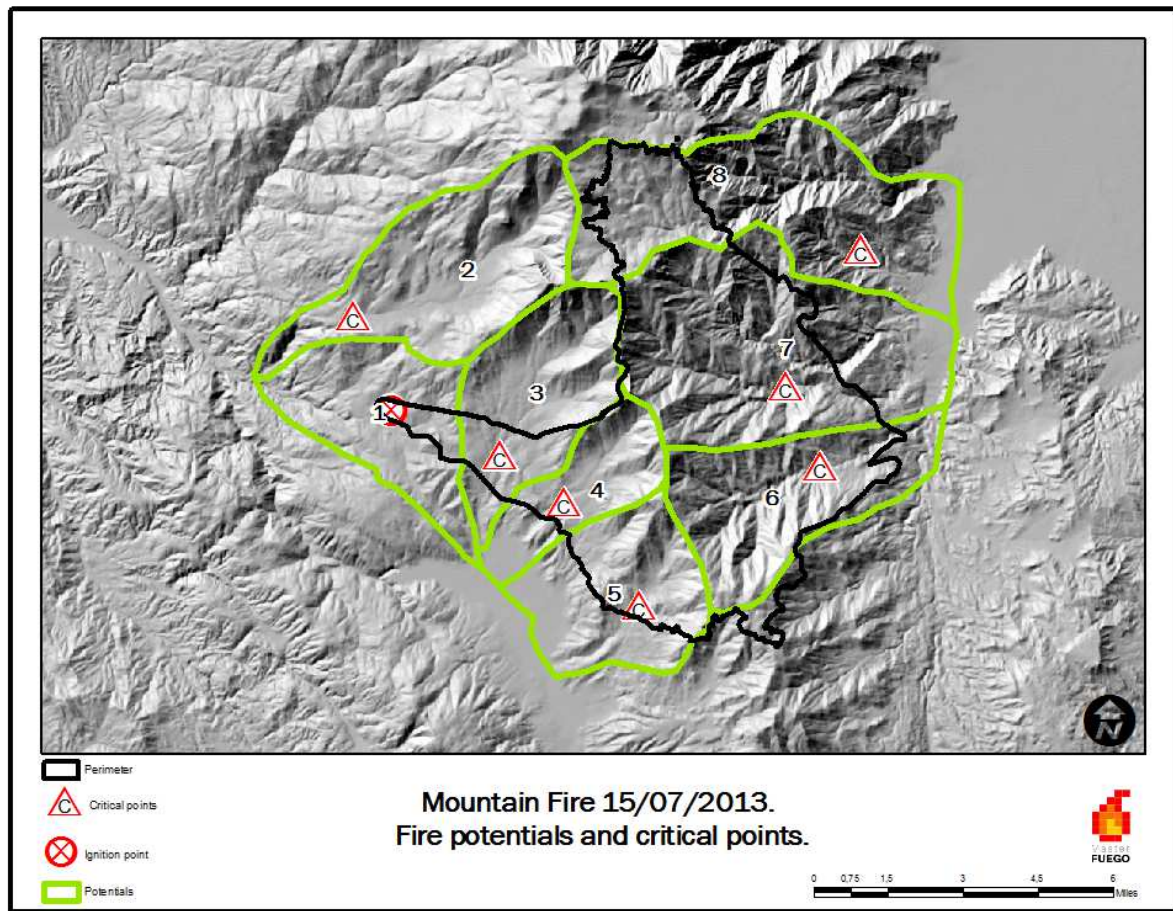 8
2
C
C
7
1
3
C
C
C
4
6
C
5
C
N
Perimeter
C Critical points
Ignition point
Potentials
Mountain Fire 15/07/2013.
Fire potentials and critical points.
Master
FUEGO
0 0,75 1,5 3 4,5 6
Miles